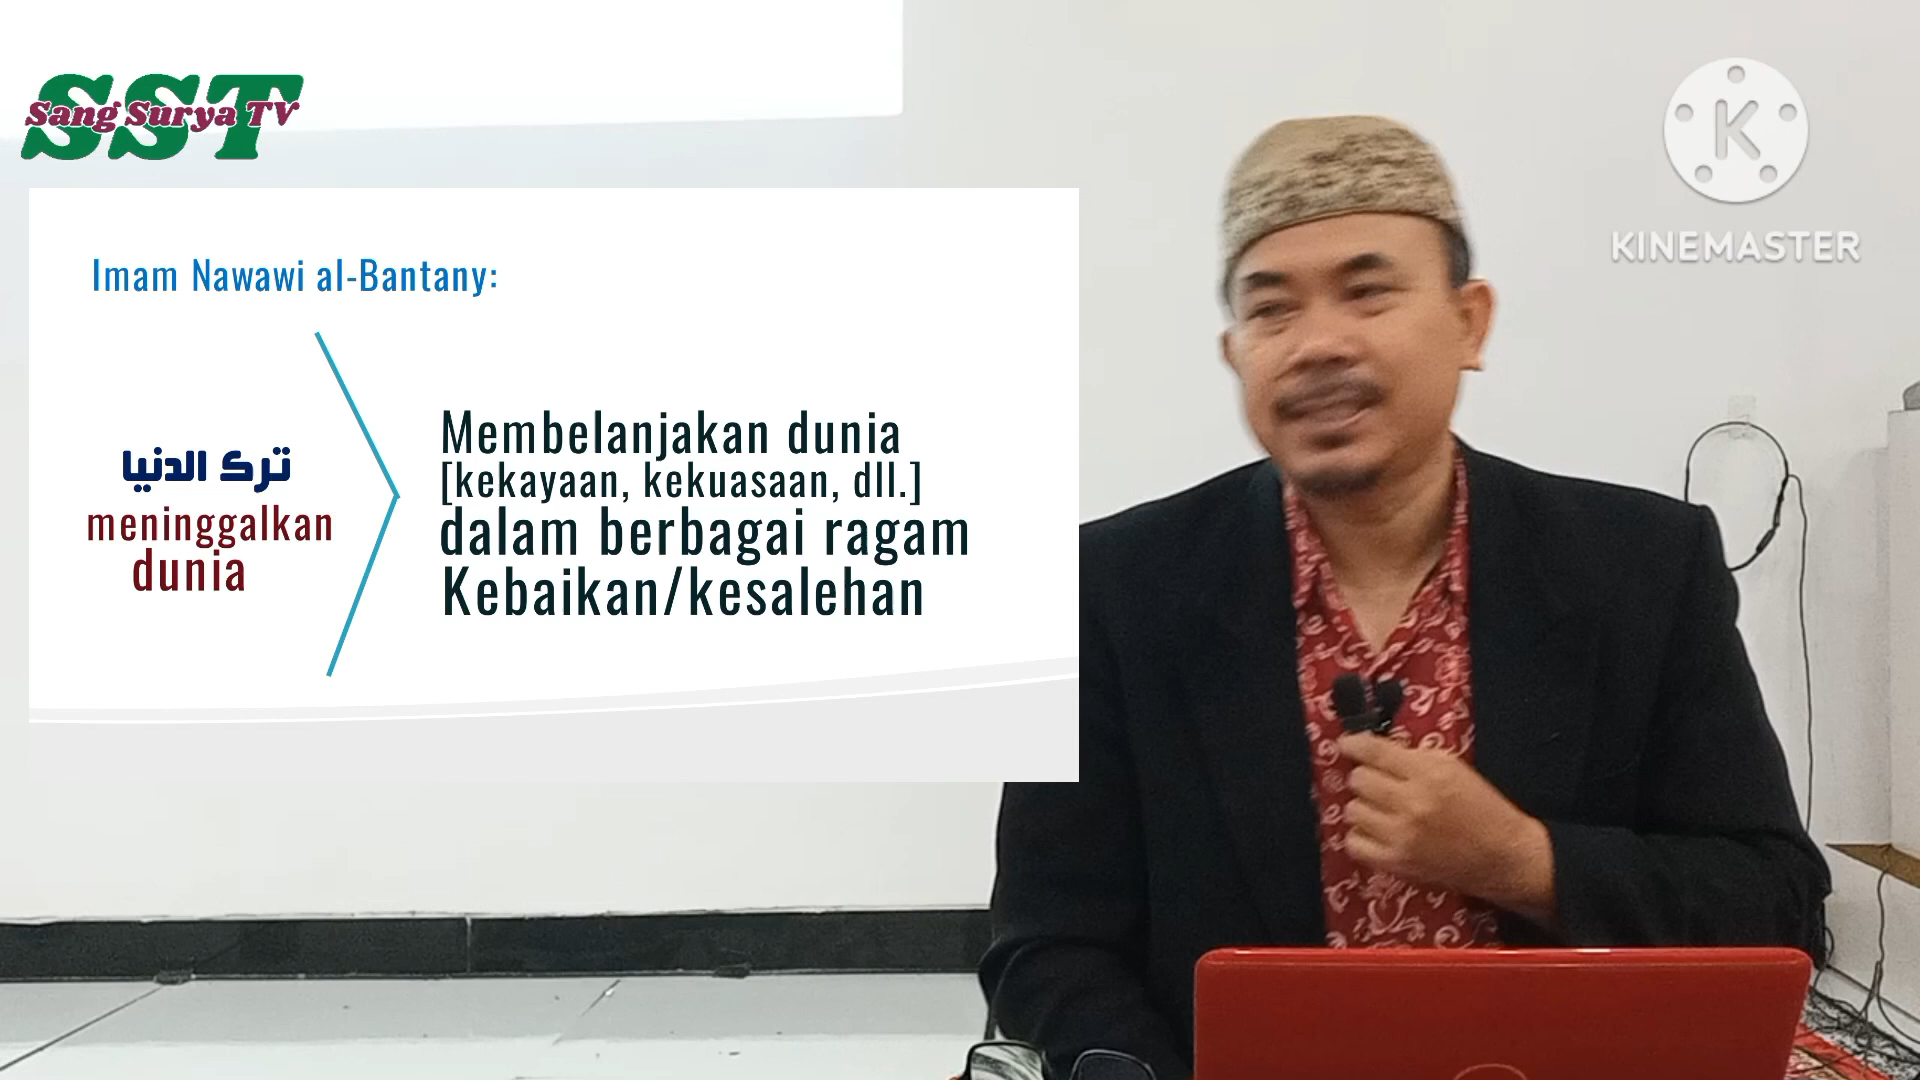 SST
Sang Surya TV
K
KINEMASTER
Imam Nawawi al-Bantany:
ترك الدنيا
meninggalkan
dunia
Membelanjakan dunia
[kekayaan, kekuasaan, dll.]
dalam berbagai ragam
Kebaikan/kesalehan